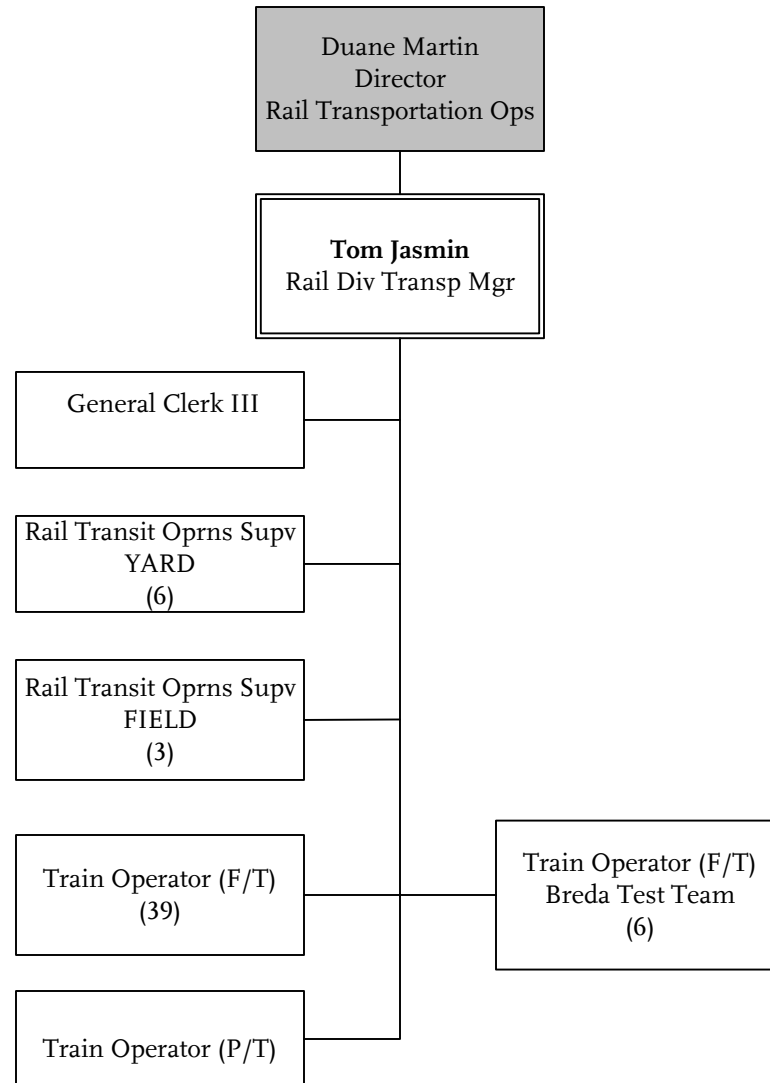 Duane Martin
Director
Rail Transportation Ops
Tom Jasmin
Rail Div Transp Mgr
General Clerk III
Rail Transit Oprns Supv
YARD
(6)
Rail Transit Oprns Supv
FIELD
(3)
Train Operator (F/T)
(39)
Train Operator (F/T)
Breda Test Team
(6)
Train Operator (P/T)